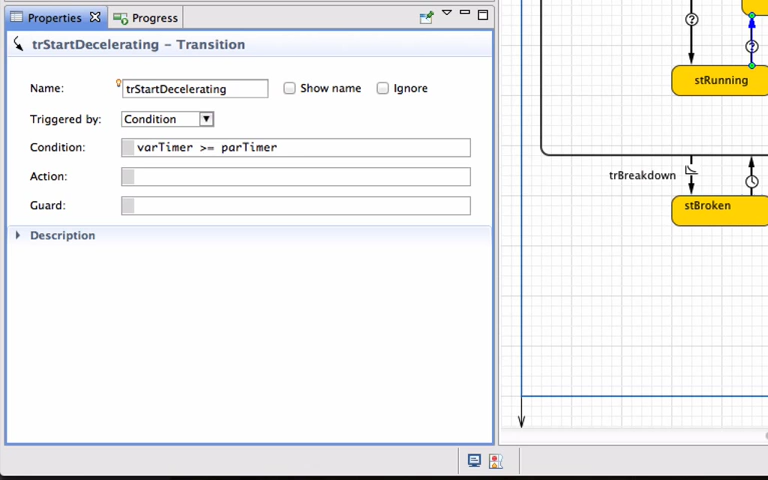 Properties Progress
trStartDecelerating – Transition
Name: trStartDecelerating Show name Ignore
Triggered by: Condition
Condition: varTimer >= parTimer
Action:
Guard:
Description
stRunning
trBreakdown
stBroken